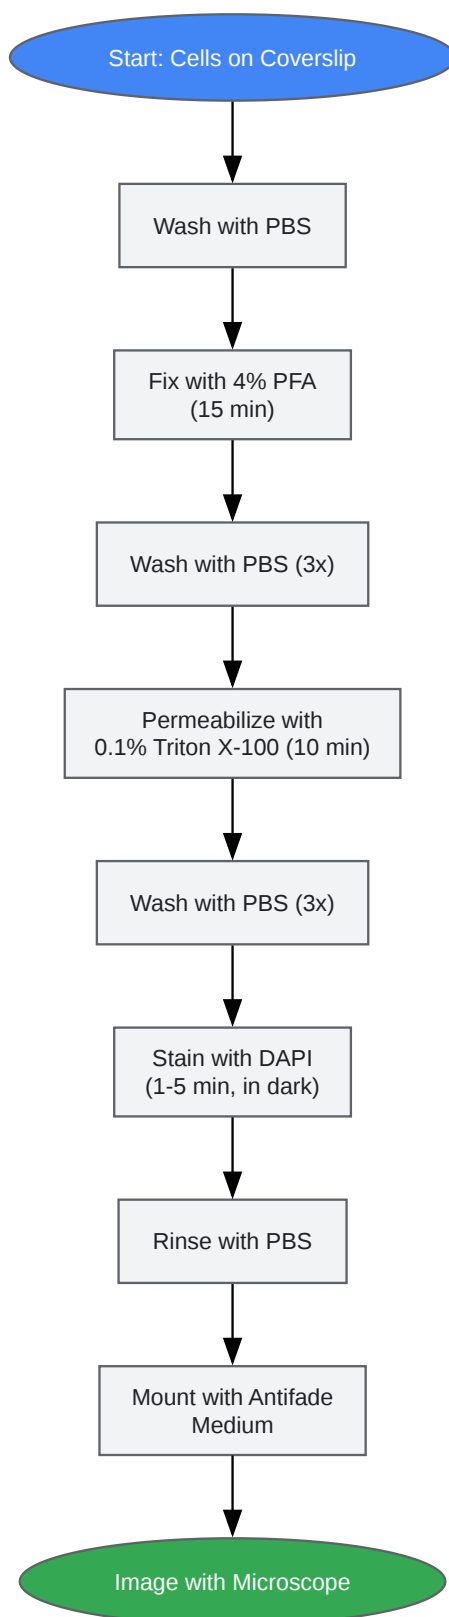 Start: Cells on Coverslip
Wash with PBS
Fix with 4% PFA
(15 min)
Wash with PBS (3x)
Permeabilize with
0.1% Triton X-100 (10 min)
Wash with PBS (3x)
Stain with DAPI
(1-5 min, in dark)
Rinse with PBS
Mount with Antifade
Medium
Image with Microscope